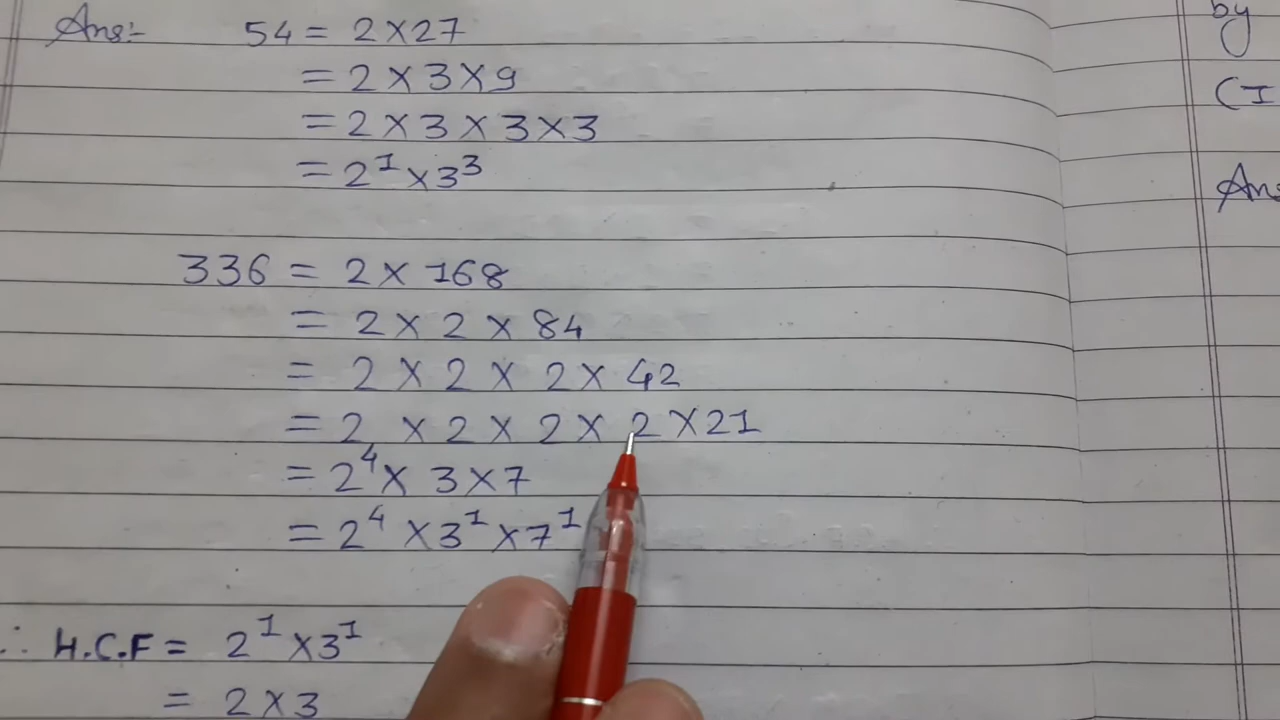 Ans:- 54 = 2 × 27
= 2 × 3 × 9
= 2 × 3 × 3 × 3
= 2¹ × 3³
336 = 2 × 168
= 2 × 2 × 84
= 2 × 2 × 2 × 42
= 2 × 2 × 2 × 2 × 21
= 2⁴ × 3 × 7
= 2⁴ × 3¹ × 7¹
∴ H.C.F = 2¹ × 3¹
= 2 × 3
by
(I
Ans